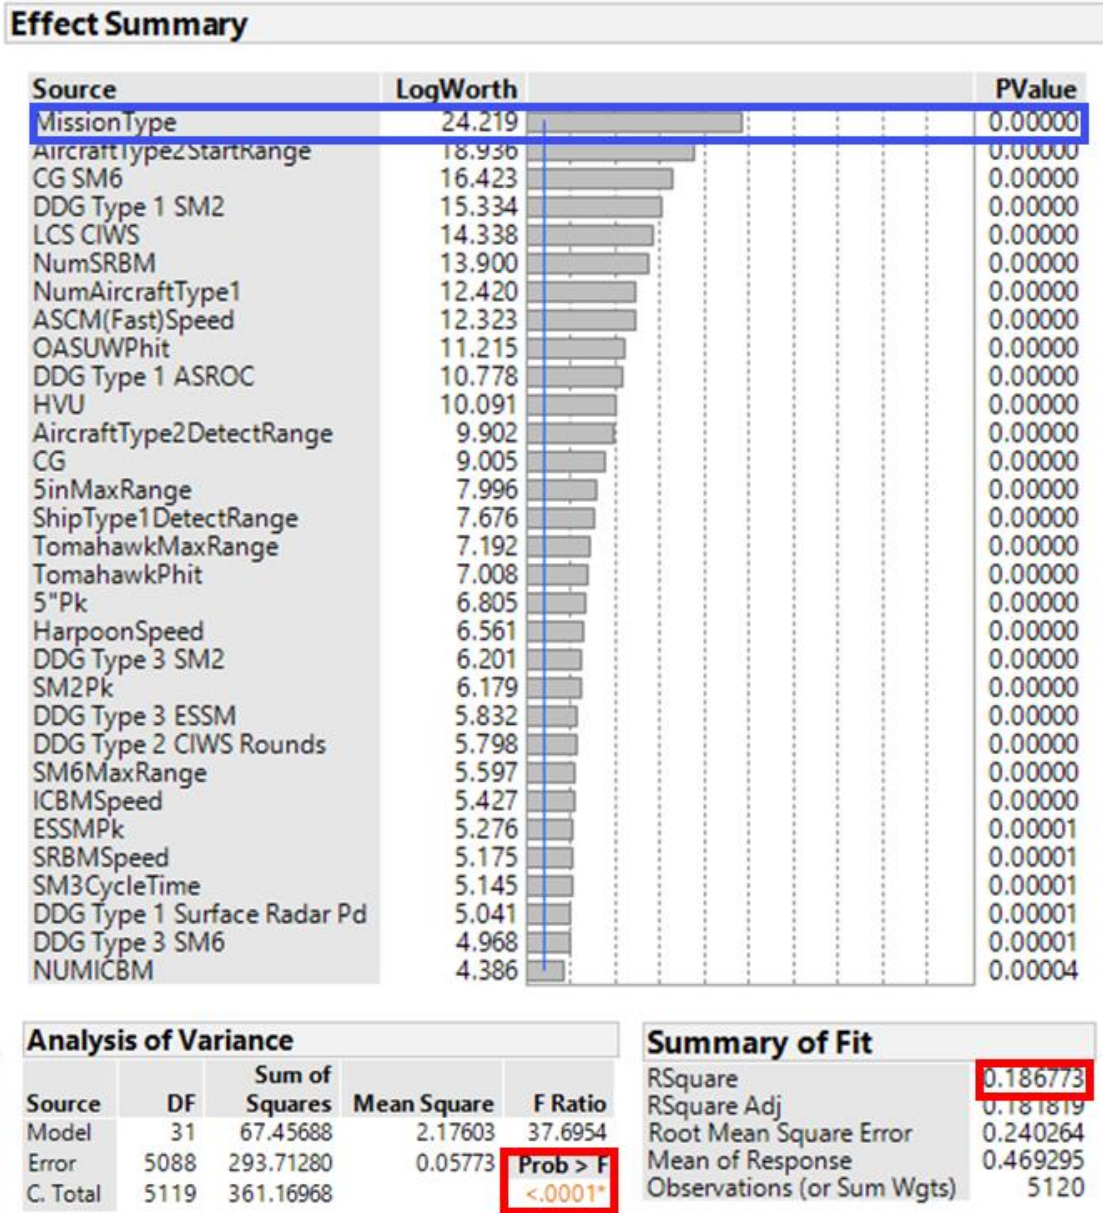 Effect Summary
Source LogWorth PValue
MissionType 24.219 0.00000
AircraftType2StartRange 18.936 0.00000
CG SM6 16.423 0.00000
DDG Type 1 SM2 15.334 0.00000
LCS CIWS 14.338 0.00000
NumSRBM 13.900 0.00000
NumAircraftType1 12.420 0.00000
ASCM(Fast)Speed 12.323 0.00000
OASUWPhit 11.215 0.00000
DDG Type 1 ASROC 10.778 0.00000
HVU 10.091 0.00000
AircraftType2DetectRange 9.902 0.00000
CG 9.005 0.00000
5inMaxRange 7.996 0.00000
ShipType1DetectRange 7.676 0.00000
TomahawkMaxRange 7.192 0.00000
TomahawkPhit 7.008 0.00000
5"Pk 6.805 0.00000
HarpoonSpeed 6.561 0.00000
DDG Type 3 SM2 6.201 0.00000
SM2Pk 6.179 0.00000
DDG Type 3 ESSM 5.832 0.00000
DDG Type 2 CIWS Rounds 5.798 0.00000
SM6MaxRange 5.597 0.00000
ICBMSpeed 5.427 0.00000
ESSMPk 5.276 0.00001
SRBMSpeed 5.175 0.00001
SM3CycleTime 5.145 0.00001
DDG Type 1 Surface Radar Pd 5.041 0.00001
DDG Type 3 SM6 4.968 0.00001
NUMICBM 4.386 0.00004
Analysis of Variance
Sum of
Source DF Squares Mean Square F Ratio
Model 31 67.45688 2.17603 37.6954
Error 5088 293.71280 0.05773 Prob > F
C. Total 5119 361.16968 <.0001*
Summary of Fit
RSquare 0.186773
RSquare Adj 0.181819
Root Mean Square Error 0.240264
Mean of Response 0.469295
Observations (or Sum Wgts) 5120